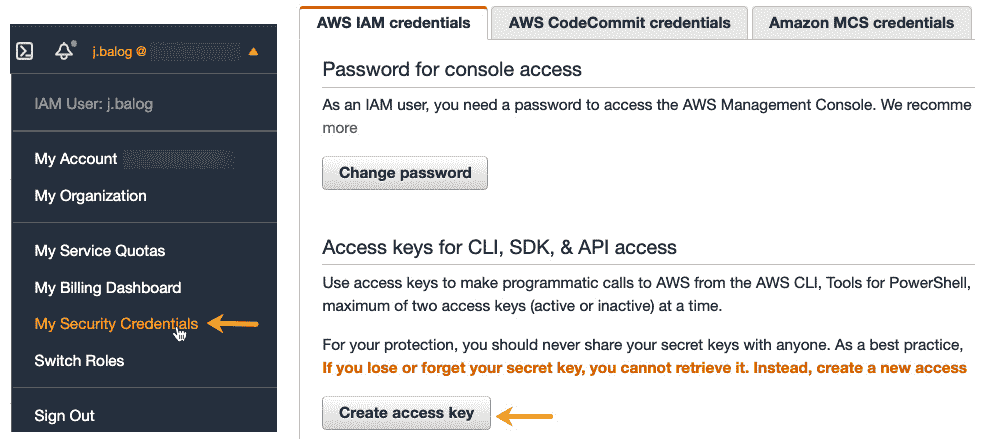 j.balog @
IAM User: j.balog
My Account
My Organization
My Service Quotas
My Billing Dashboard
My Security Credentials
Switch Roles
Sign Out
AWS IAM credentials
AWS CodeCommit credentials
Amazon MCS credentials
Password for console access
As an IAM user, you need a password to access the AWS Management Console. We recomme
more
Change password
Access keys for CLI, SDK, & API access
Use access keys to make programmatic calls to AWS from the AWS CLI, Tools for PowerShell,
maximum of two access keys (active or inactive) at a time.
For your protection, you should never share your secret keys with anyone. As a best practice,
If you lose or forget your secret key, you cannot retrieve it. Instead, create a new access
Create access key